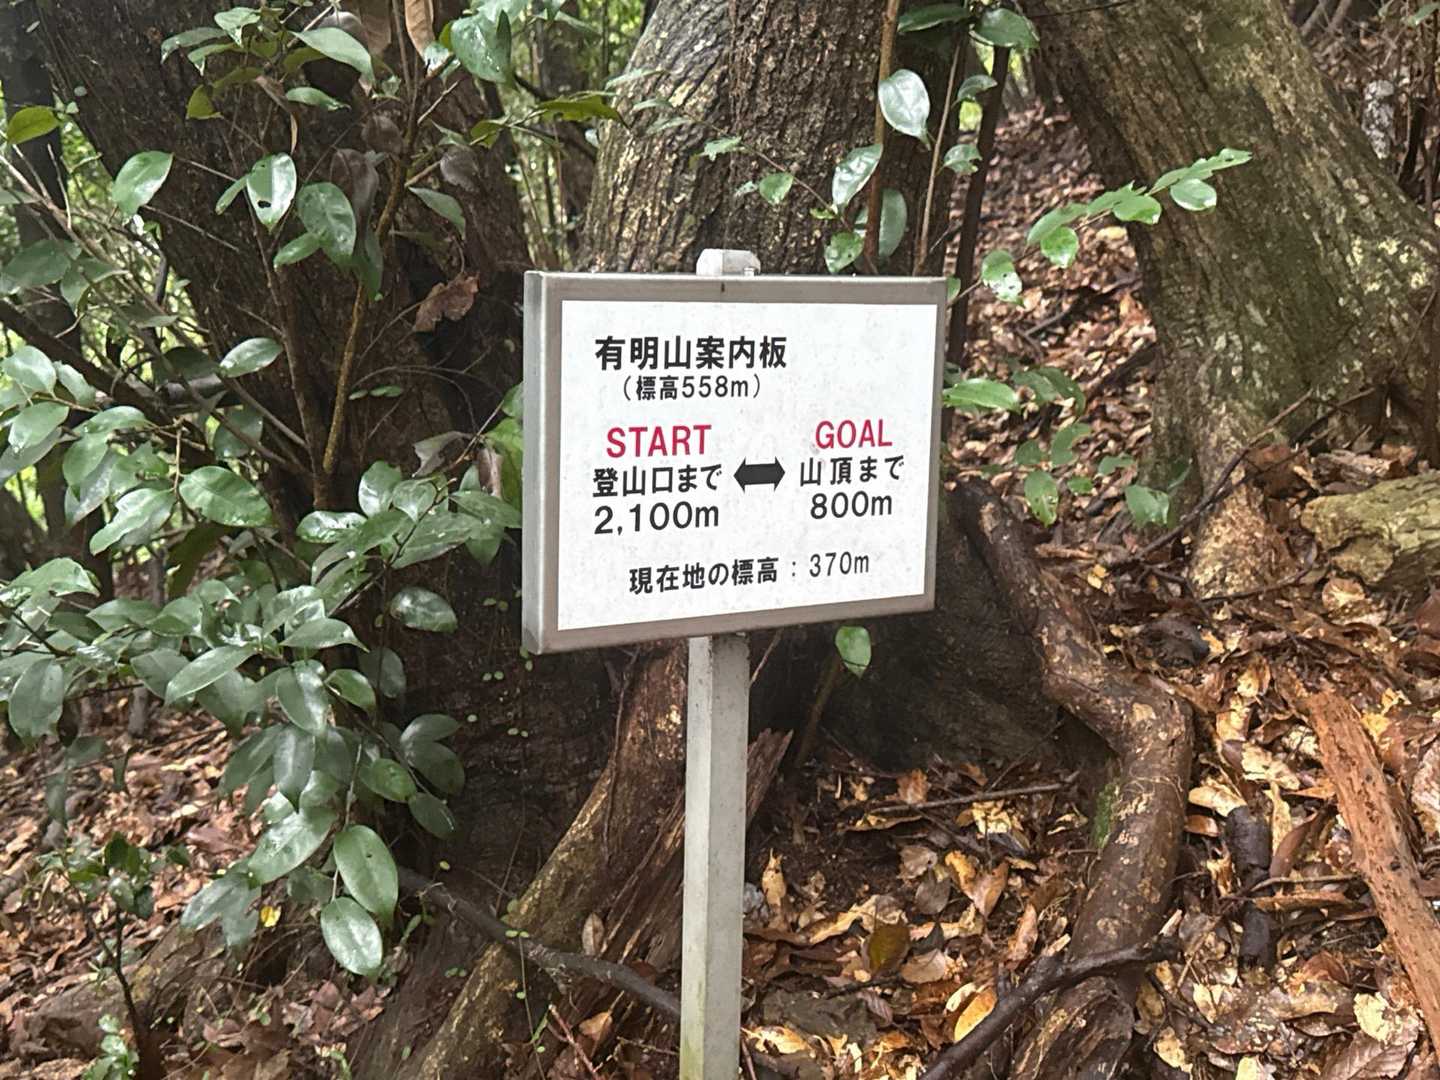 有明山案内板
（標高558m）
START GOAL
登山口まで ⬌ 山頂まで
2,100m 800m
現在地の標高：370m